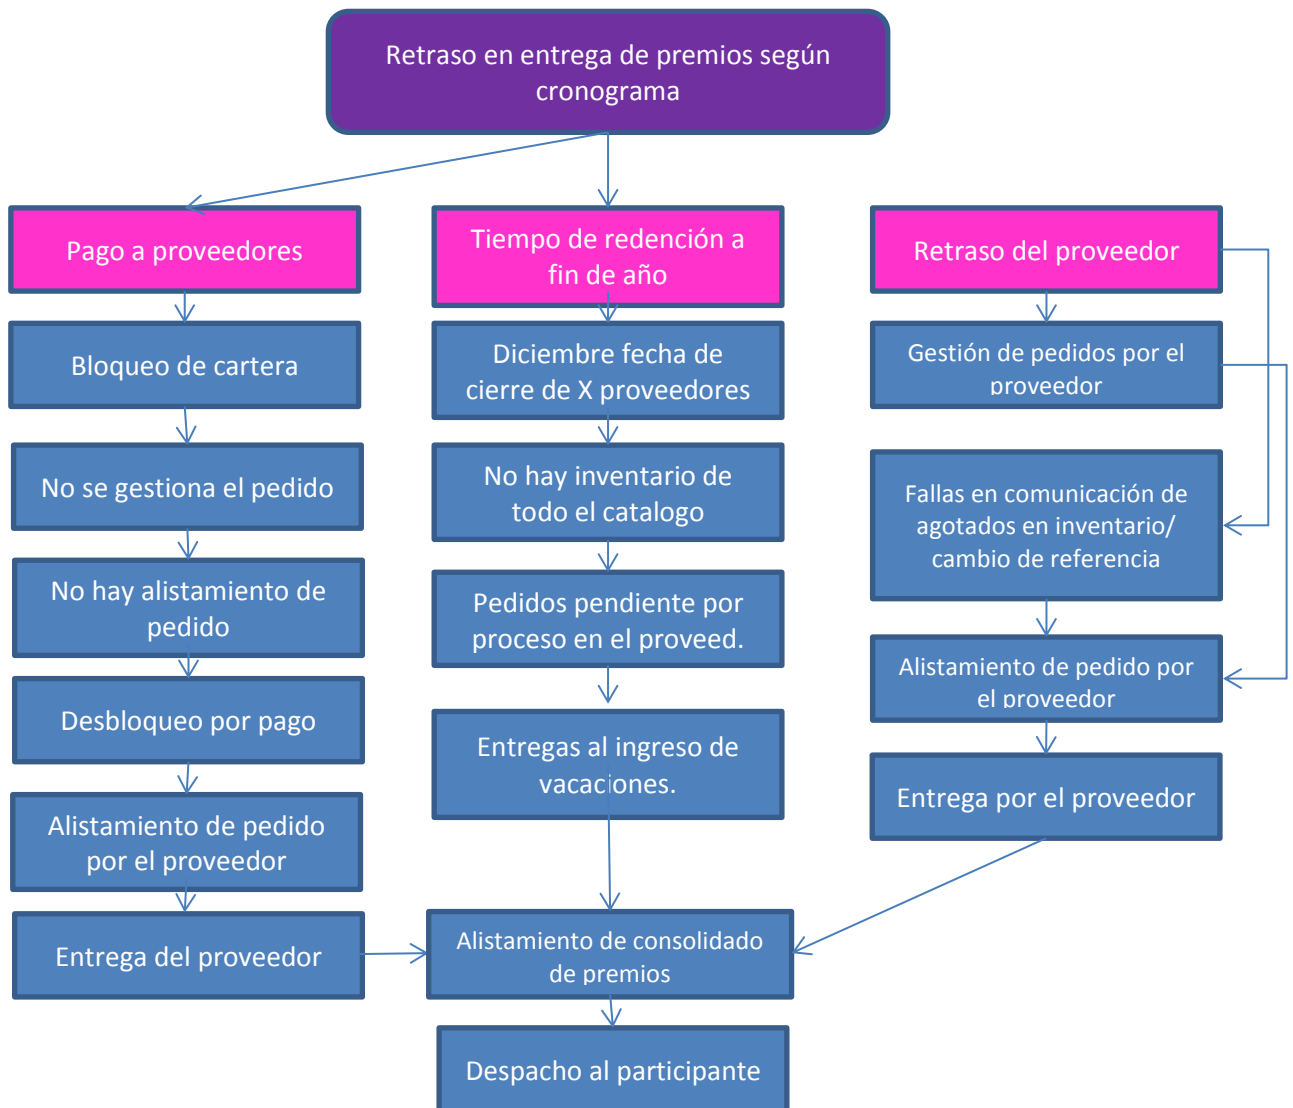 Retraso en entrega de premios según
cronograma
Pago a proveedores
Bloqueo de cartera
No se gestiona el pedido
No hay alistamiento de
pedido
Desbloqueo por pago
Alistamiento de pedido
por el proveedor
Entrega del proveedor
Tiempo de redención a
fin de año
Diciembre fecha de
cierre de X proveedores
No hay inventario de
todo el catalogo
Pedidos pendiente por
proceso en el proveed.
Entregas al ingreso de
vacaciones.
Retraso del proveedor
Gestión de pedidos por el
proveedor
Fallas en comunicación de
agotados en inventario/
cambio de referencia
Alistamiento de pedido por
el proveedor
Entrega por el proveedor
Alistamiento de consolidado
de premios
Despacho al participante